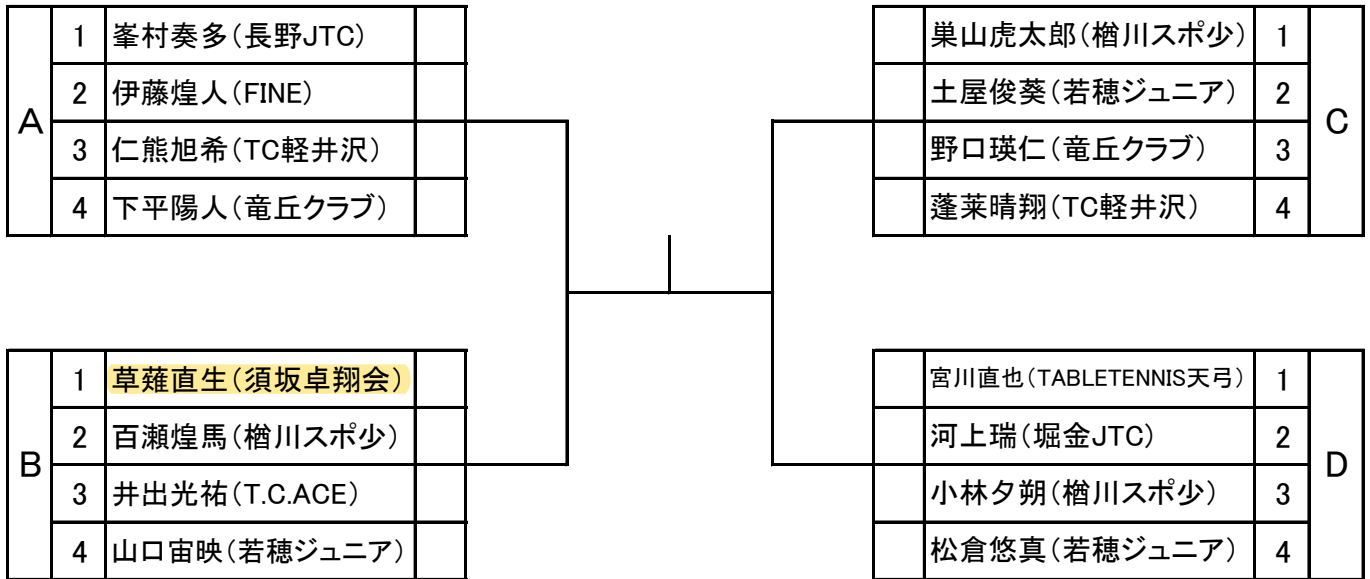 A
1 峯村奏多(長野JTC)
2 伊藤煌人(FINE)
3 仁熊旭希(TC軽井沢)
4 下平陽人(竜丘クラブ)
B
1 草薙直生(須坂卓翔会)
2 百瀬煌馬(楢川スポ少)
3 井出光祐(T.C.ACE)
4 山口宙映(若穂ジュニア)
C
巣山虎太郎(楢川スポ少) 1
土屋俊葵(若穂ジュニア) 2
野口瑛仁(竜丘クラブ) 3
蓬莱晴翔(TC軽井沢) 4
D
宮川直也(TABLETENNIS天弓) 1
河上瑞(堀金JTC) 2
小林夕朔(楢川スポ少) 3
松倉悠真(若穂ジュニア) 4